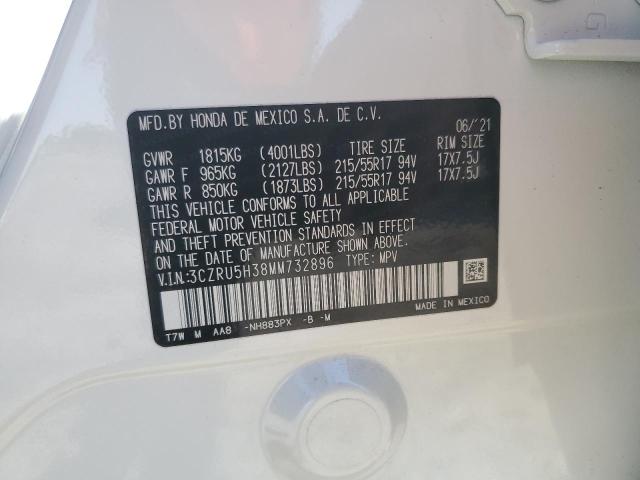 MFD.BY HONDA DE MEXICO S.A. DE C.V. 06/'21
GVWR 1815KG (4001LBS) TIRE SIZE RIM SIZE
GAWR F 965KG (2127LBS) 215/55R17 94V 17X7.5J
GAWR R 850KG (1873LBS) 215/55R17 94V 17X7.5J
THIS VEHICLE CONFORMS TO ALL APPLICABLE
FEDERAL MOTOR VEHICLE SAFETY
AND THEFT PREVENTION STANDARDS IN EFFECT
ON THE DATE OF MANUFACTURE SHOWN ABOVE.
V.I.N:3CZRU5H38MM732896 TYPE: MPV
T7W M AA8 -NH883PX -B -M MADE IN MEXICO